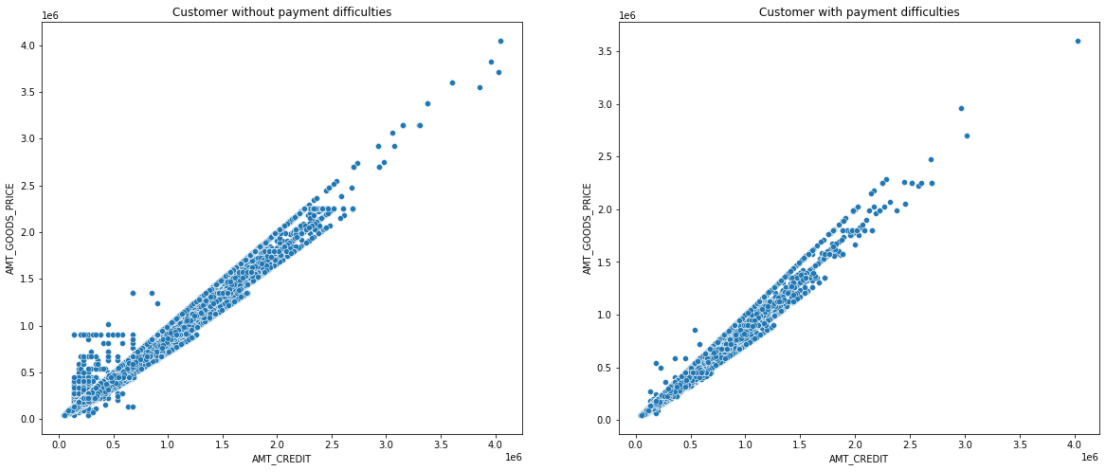 Customer without payment difficulties
1e6
4.0
3.5
3.0
2.5
2.0
1.5
1.0
0.5
0.0
AMT_GOODS_PRICE
0.0 0.5 1.0 1.5 2.0 2.5 3.0 3.5 4.0
1e6
AMT_CREDIT
Customer with payment difficulties
1e6
3.5
3.0
2.5
2.0
1.5
1.0
0.5
0.0
AMT_GOODS_PRICE
0.0 0.5 1.0 1.5 2.0 2.5 3.0 3.5 4.0
1e6
AMT_CREDIT